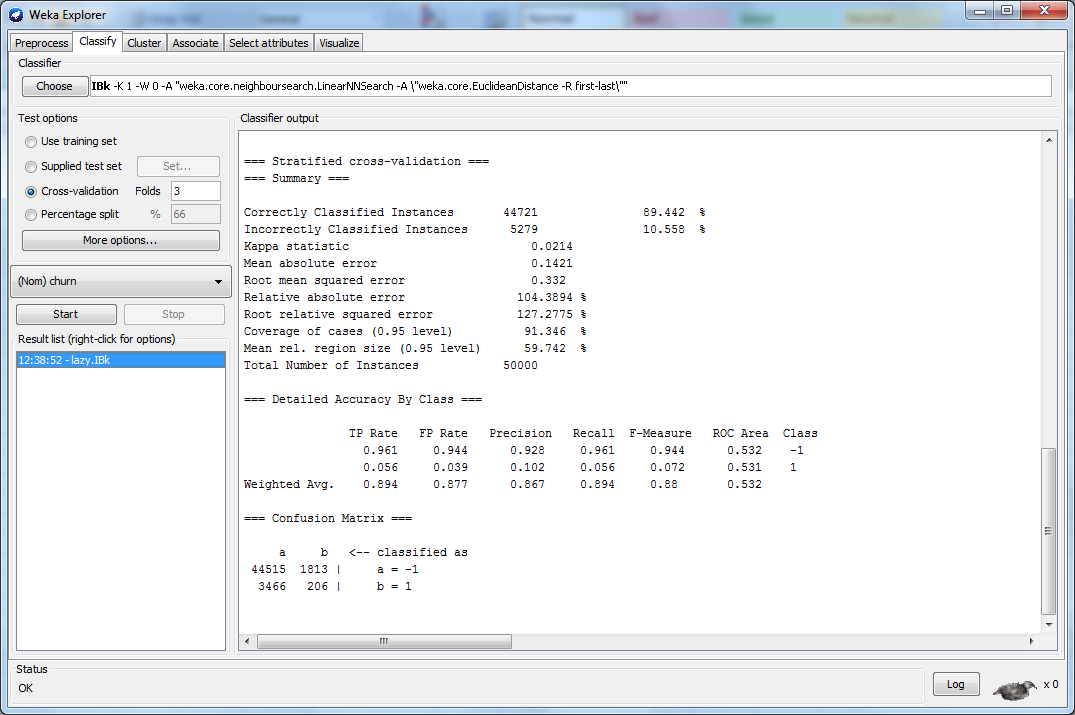 Weka Explorer
Preprocess Classify Cluster Associate Select attributes Visualize
Classifier
Choose IBk -K 1 -W 0 -A "weka.core.neighboursearch.LinearNNSearch -A \"weka.core.EuclideanDistance -R first-last\""
Test options
Use training set
Supplied test set Set...
Cross-validation Folds 3
Percentage split % 66
More options...
(Nom) churn
Start Stop
Result list (right-click for options)
12:38:52 - lazy.IBk
Classifier output
=== Stratified cross-validation ===
=== Summary ===
Correctly Classified Instances 44721 89.442 %
Incorrectly Classified Instances 5279 10.558 %
Kappa statistic 0.0214
Mean absolute error 0.1421
Root mean squared error 0.332
Relative absolute error 104.3894 %
Root relative squared error 127.2775 %
Coverage of cases (0.95 level) 91.346 %
Mean rel. region size (0.95 level) 59.742 %
Total Number of Instances 50000
=== Detailed Accuracy By Class ===
TP Rate FP Rate Precision Recall F-Measure ROC Area Class
0.961 0.944 0.928 0.961 0.944 0.532 -1
0.056 0.039 0.102 0.056 0.072 0.531 1
Weighted Avg. 0.894 0.877 0.867 0.894 0.88 0.532
=== Confusion Matrix ===
a b <-- classified as
44515 1813 | a = -1
3466 206 | b = 1
Status
OK
Log x 0